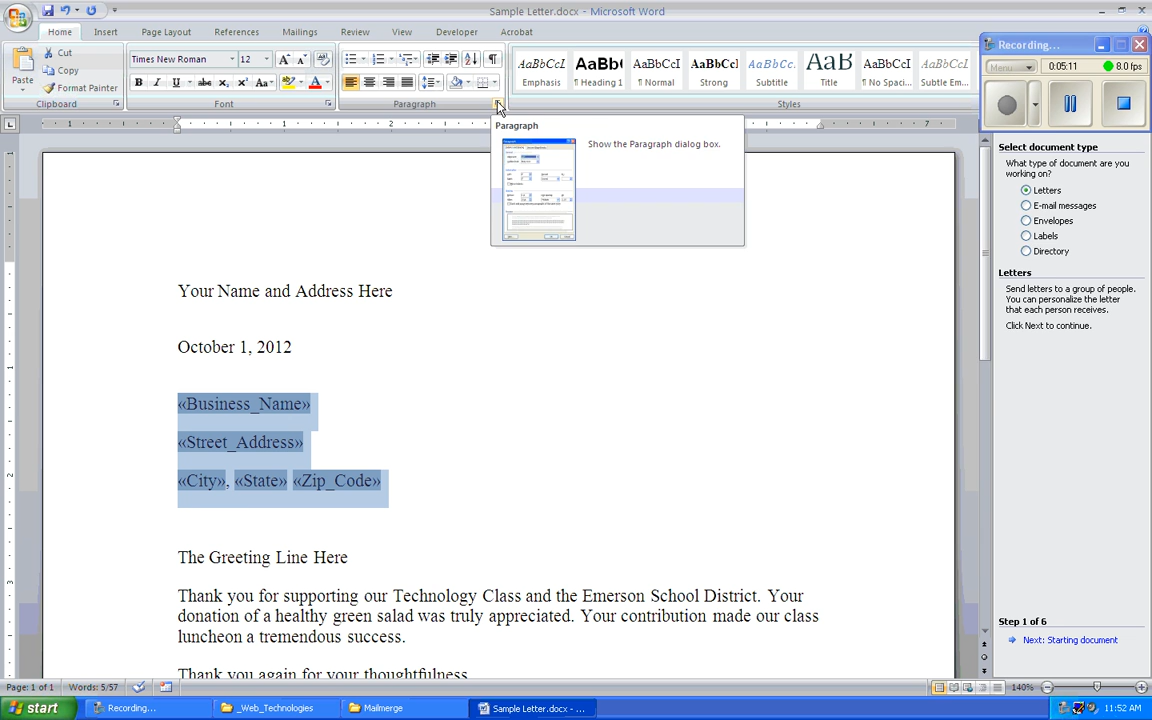 Sample Letter.docx - Microsoft Word
Home Insert Page Layout References Mailings Review View Developer Acrobat
Recording...
Menu 0:05:11 8.0 fps
Paste
Cut
Copy
Format Painter
Clipboard
Times New Roman 12
Font
Paragraph
AaBbCcI Emphasis
AaBb( ¶ Heading 1
AaBbCcI ¶ Normal
AaBbCc Strong
AaBbCc. Subtitle
AaB Title
AaBbCcI ¶ No Spaci...
AaBbCcI Subtle Em...
Styles
1 1 2 7
Paragraph
Show the Paragraph dialog box.
Your Name and Address Here
October 1, 2012
«Business_Name»
«Street_Address»
«City», «State» «Zip_Code»
The Greeting Line Here
Thank you for supporting our Technology Class and the Emerson School District. Your
donation of a healthy green salad was truly appreciated. Your contribution made our class
luncheon a tremendous success.
Thank you again for your thoughtfulness
Select document type
What type of document are you
working on?
Letters
E-mail messages
Envelopes
Labels
Directory
Letters
Send letters to a group of people.
You can personalize the letter
that each person receives.
Click Next to continue.
Step 1 of 6
Next: Starting document
Page: 1 of 1 Words: 5/57 140%
start Recording... _Web_Technologies Mailmerge Sample Letter.docx - ... 11:52 AM